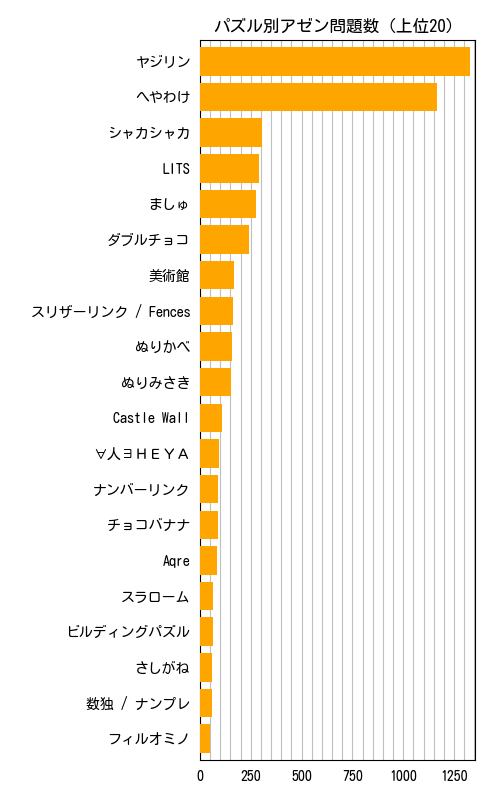 パズル別アゼン問題数 (上位20)
ヤジリン
へやわけ
シャカシャカ
LITS
ましゅ
ダブルチョコ
美術館
スリザーリンク / Fences
ぬりかべ
ぬりみさき
Castle Wall
∀人∃ＨＥＹＡ
ナンバーリンク
チョコバナナ
Aqre
スラローム
ビルディングパズル
さしがね
数独 / ナンプレ
フィルオミノ
0 250 500 750 1000 1250